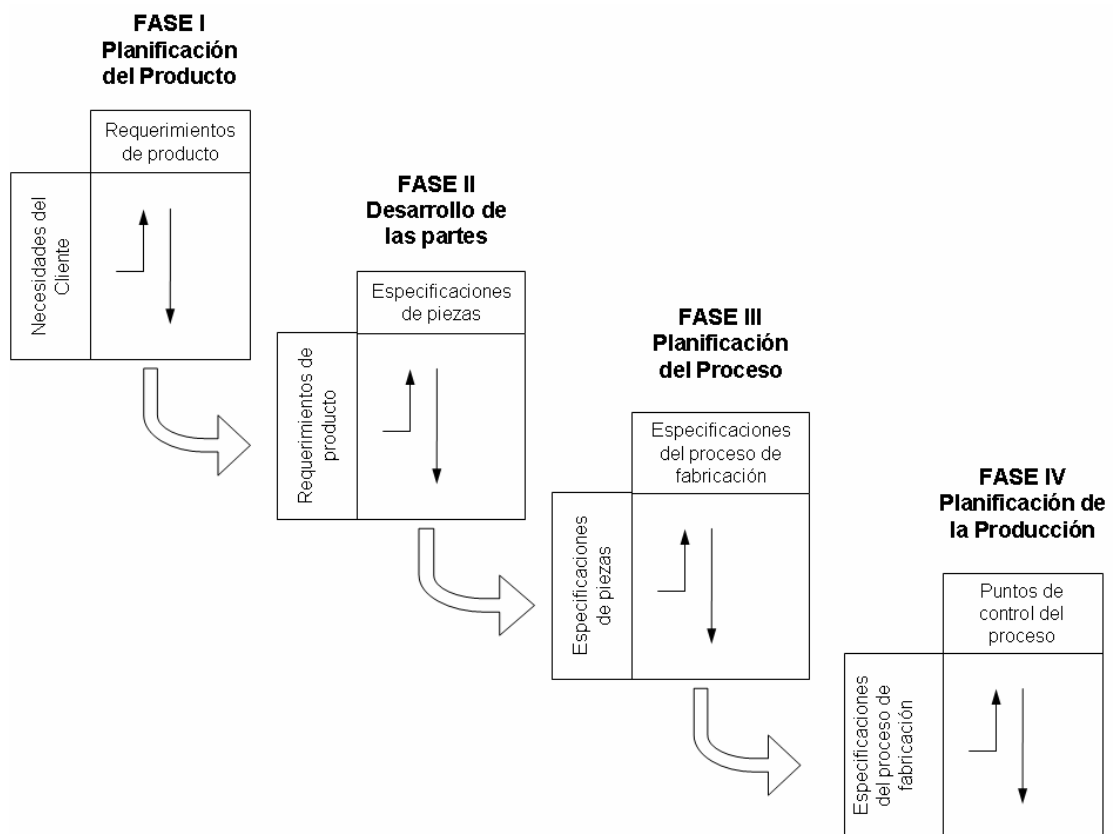 FASE I
Planificación
del Producto
Requerimientos
de producto
Necesidades del
Cliente
FASE II
Desarrollo de
las partes
Especificaciones
de piezas
Requerimientos de
producto
FASE III
Planificación
del Proceso
Especificaciones
del proceso de
fabricación
Especificaciones
de piezas
FASE IV
Planificación de
la Producción
Puntos de
control del
proceso
Especificaciones
del proceso de
fabricación